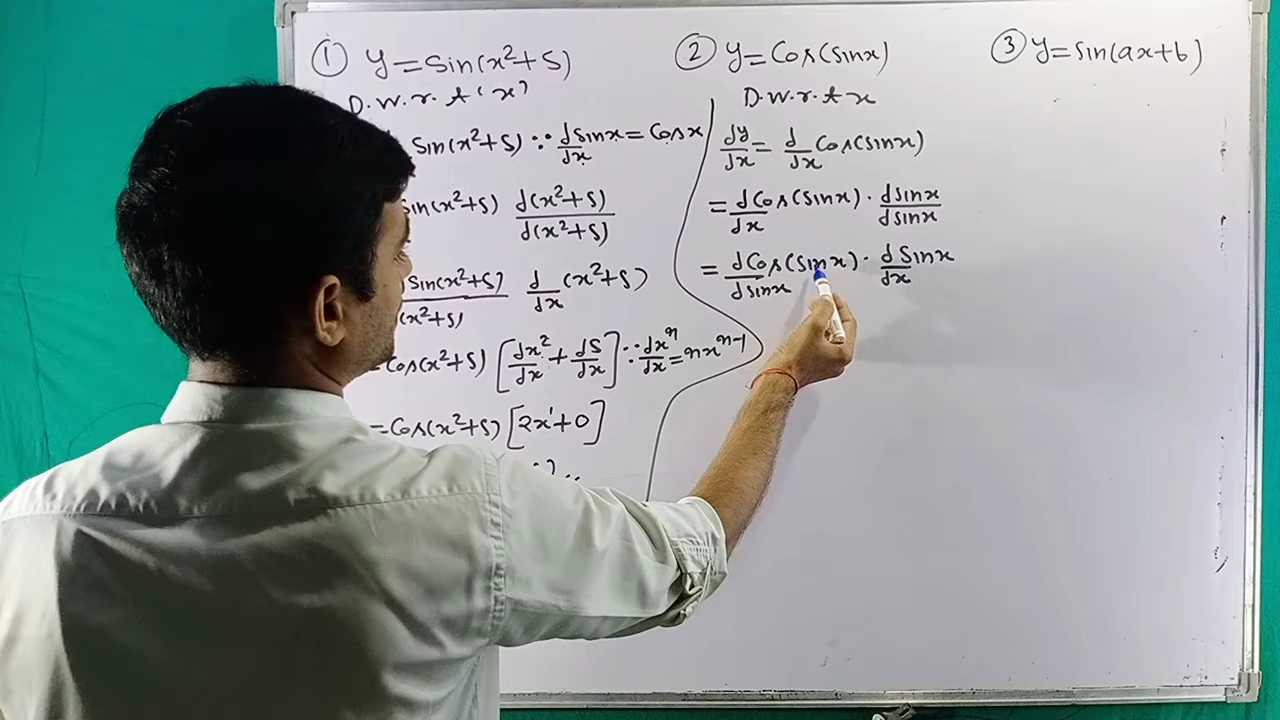 ① y = Sin(x²+5)
D.W.r.t 'x'
Sin(x²+5) ∵ dsinx/dx = Cosx
Sin(x²+5) d(x²+5)/d(x²+5)
Sin(x²+5)/(x²+5) d/dx (x²+5)
= Cos(x²+5) [dx²/dx + d5/dx] ∵ dxⁿ/dx = nxⁿ⁻¹
= Cos(x²+5) [2x¹+0]
② y = Cos(sinx)
D.W.r.t x
dy/dx = d/dx Cos(sinx)
= dCos(sinx)/dx · dsinx/dsinx
= dCos(sinx)/dsinx · dSinx/dx
③ y = sin(ax+b)